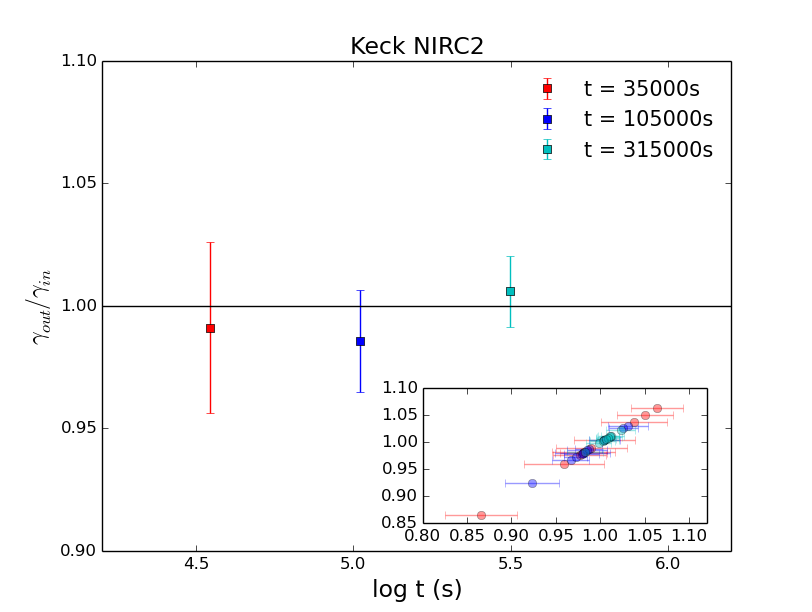 Keck NIRC2
1.10
1.05
1.00
0.95
0.90
γout/γin
t = 35000s
t = 105000s
t = 315000s
1.10
1.05
1.00
0.95
0.90
0.85
0.80 0.85 0.90 0.95 1.00 1.05 1.10
4.5 5.0 5.5 6.0
log t (s)